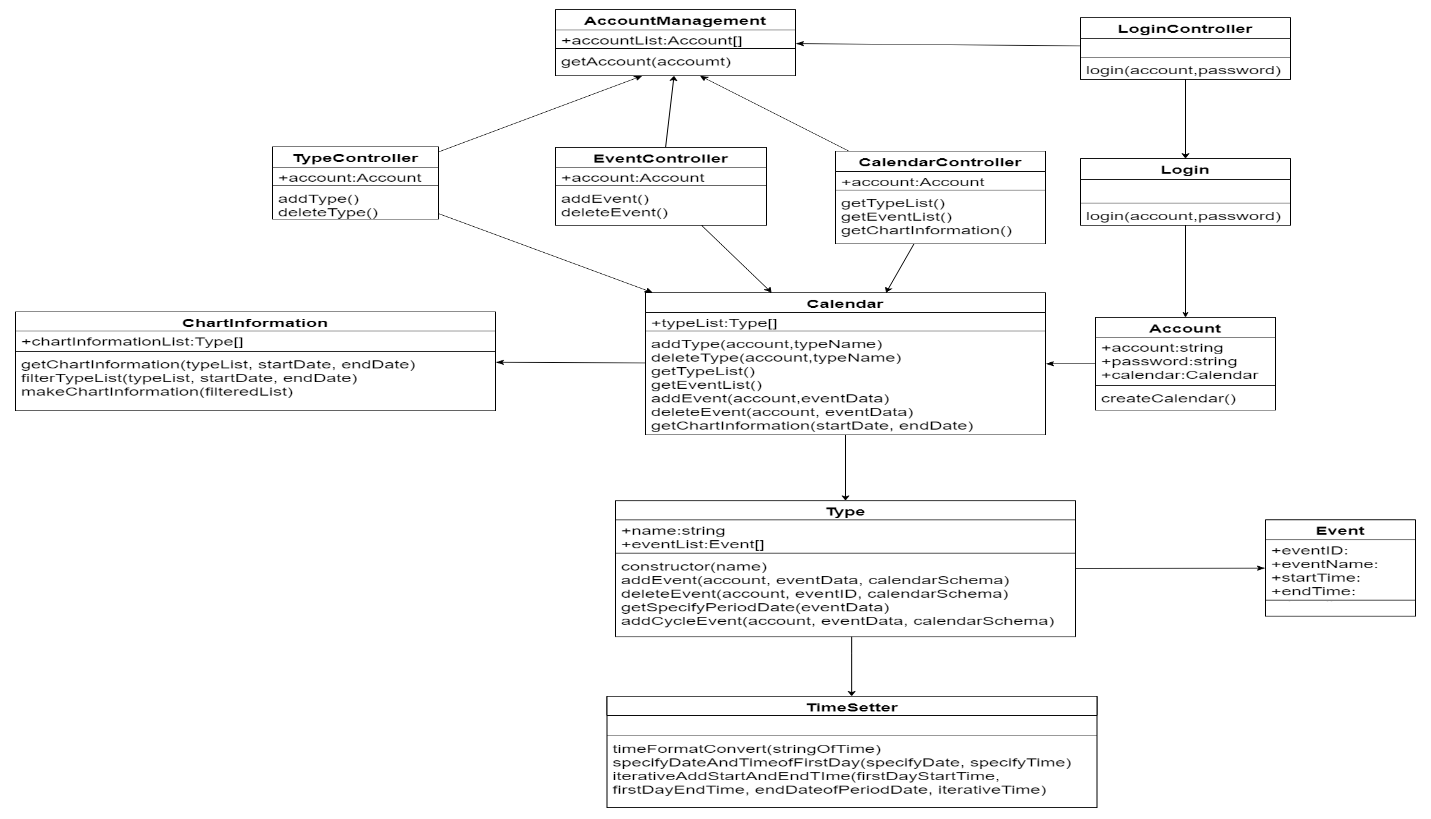 AccountManagement
+accountList:Account[]
getAccount(accoumt)
LoginController
login(account,password)
TypeController
+account:Account
addType()
deleteType()
EventController
+account:Account
addEvent()
deleteEvent()
CalendarController
+account:Account
getTypeList()
getEventList()
getChartInformation()
Login
login(account,password)
ChartInformation
+chartInformationList:Type[]
getChartInformation(typeList, startDate, endDate)
filterTypeList(typeList, startDate, endDate)
makeChartInformation(filteredList)
Calendar
+typeList:Type[]
addType(account,typeName)
deleteType(account,typeName)
getTypeList()
getEventList()
addEvent(account,eventData)
deleteEvent(account, eventData)
getChartInformation(startDate, endDate)
Account
+account:string
+password:string
+calendar:Calendar
createCalendar()
Type
+name:string
+eventList:Event[]
constructor(name)
addEvent(account, eventData, calendarSchema)
deleteEvent(account, eventID, calendarSchema)
getSpecifyPeriodDate(eventData)
addCycleEvent(account, eventData, calendarSchema)
Event
+eventID:
+eventName:
+startTime:
+endTime:
TimeSetter
timeFormatConvert(stringOfTime)
specifyDateAndTimeofFirstDay(specifyDate, specifyTime)
iterativeAddStartAndEndTIme(firstDayStartTime,
firstDayEndTime, endDateofPeriodDate, iterativeTime)